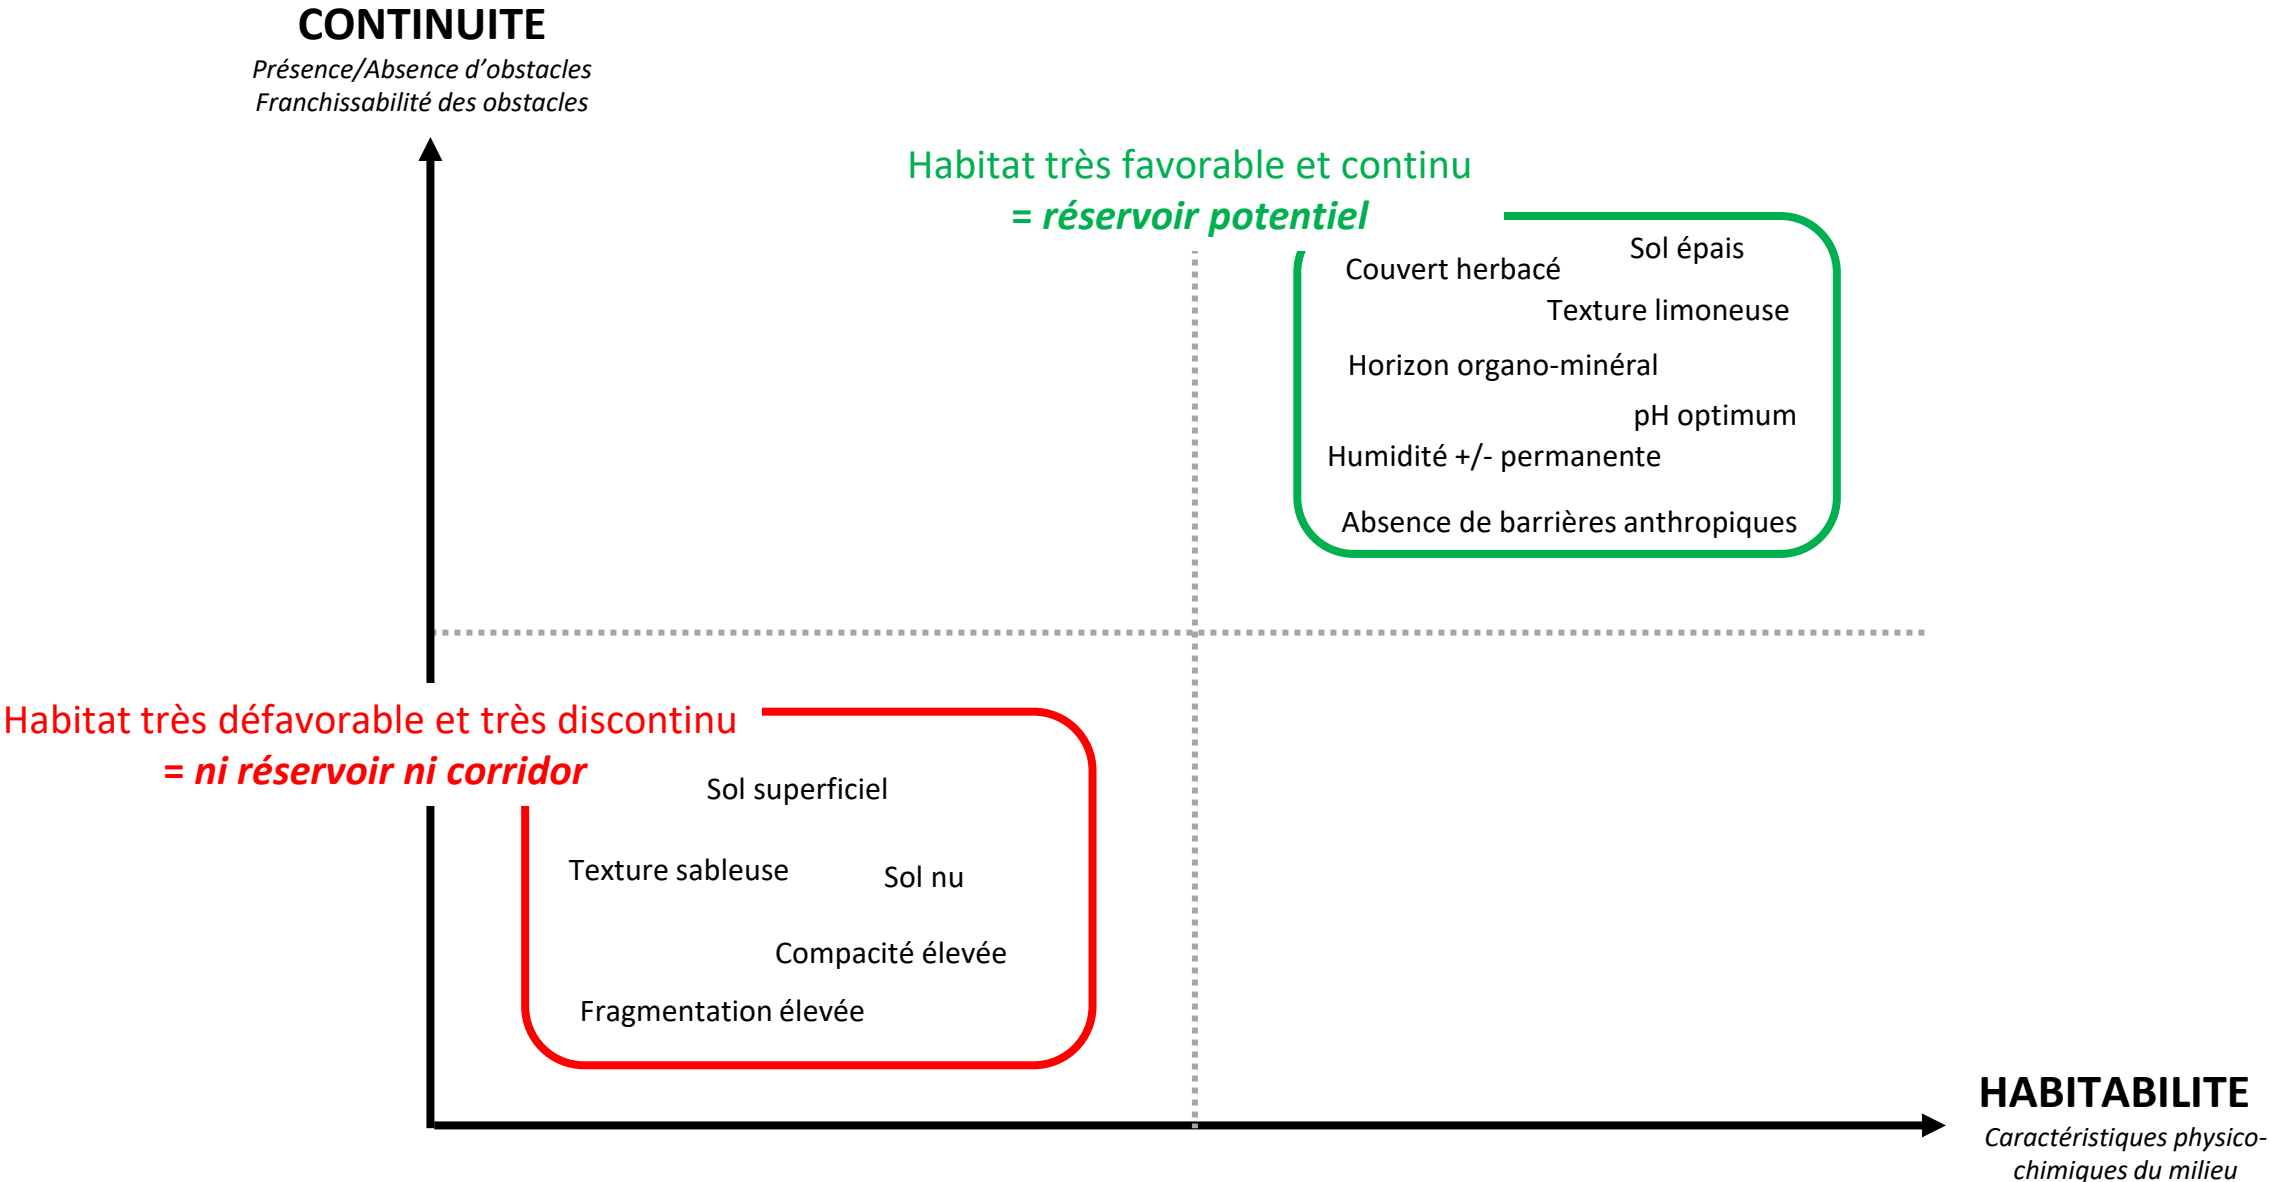 CONTINUITE
Présence/Absence d’obstacles
Franchissabilité des obstacles
Habitat très favorable et continu
= réservoir potentiel
Sol épais
Couvert herbacé
Texture limoneuse
Horizon organo-minéral
pH optimum
Humidité +/- permanente
Absence de barrières anthropiques
Habitat très défavorable et très discontinu
= ni réservoir ni corridor
Sol superficiel
Texture sableuse
Sol nu
Compacité élevée
Fragmentation élevée
HABITABILITE
Caractéristiques physico-
chimiques du milieu